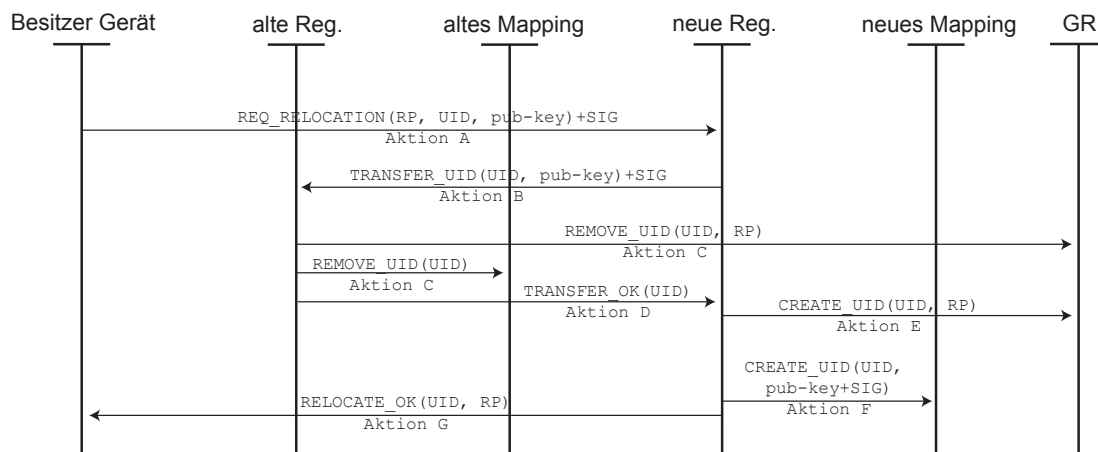 Besitzer Gerät alte Reg. altes Mapping neue Reg. neues Mapping GR
REQ_RELOCATION(RP, UID, pub-key)+SIG
Aktion A
TRANSFER_UID(UID, pub-key)+SIG
Aktion B
REMOVE_UID(UID, RP)
Aktion C
REMOVE_UID(UID)
Aktion C
TRANSFER_OK(UID)
Aktion D
CREATE_UID(UID, RP)
Aktion E
CREATE_UID(UID,
pub-key+SIG)
Aktion F
RELOCATE_OK(UID, RP)
Aktion G